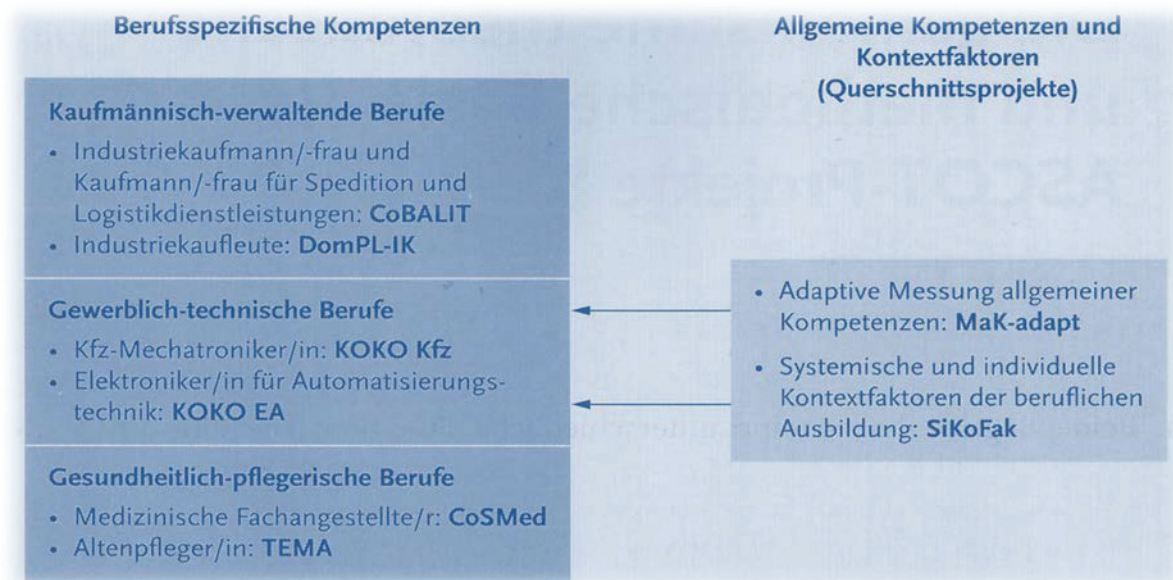 Berufsspezifische Kompetenzen
Kaufmännisch-verwaltende Berufe
• Industriekaufmann/-frau und
Kaufmann/-frau für Spedition und
Logistikdienstleistungen: CoBALIT
• Industriekaufleute: DomPL-IK
Gewerblich-technische Berufe
• Kfz-Mechatroniker/in: KOKO Kfz
• Elektroniker/in für Automatisierungs-
technik: KOKO EA
Gesundheitlich-pflegerische Berufe
• Medizinische Fachangestellte/r: CoSMed
• Altenpfleger/in: TEMA
Allgemeine Kompetenzen und
Kontextfaktoren
(Querschnittsprojekte)
• Adaptive Messung allgemeiner
Kompetenzen: MaK-adapt
• Systemische und individuelle
Kontextfaktoren der beruflichen
Ausbildung: SiKoFak